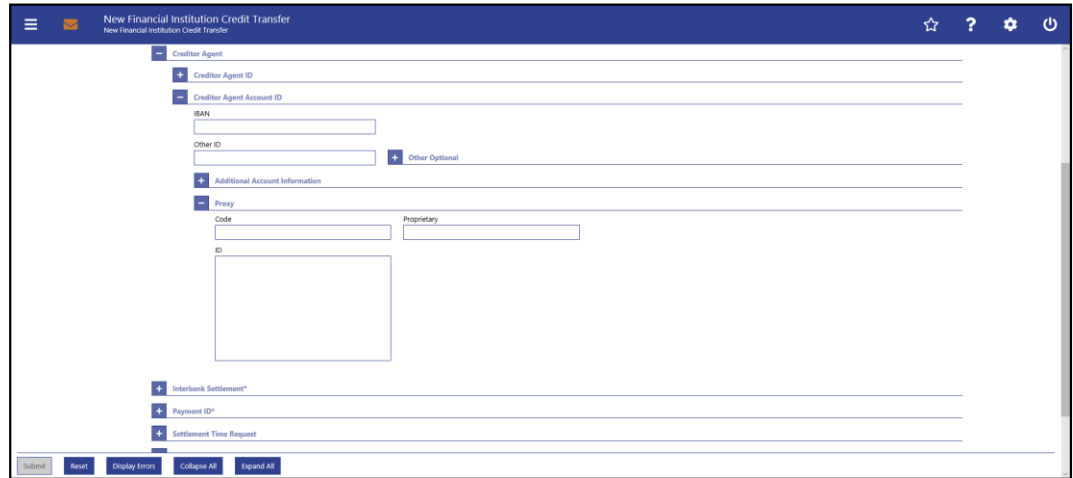 New Financial Institution Credit Transfer
New Financial Institution Credit Transfer
?
Creditor Agent
Creditor Agent ID
Creditor Agent Account ID
IBAN
Other ID
Other Optional
Additional Account Information
Proxy
Code Proprietary
ID
Interbank Settlement*
Payment ID*
Settlement Time Request
Submit Reset Display Errors Collapse All Expand All